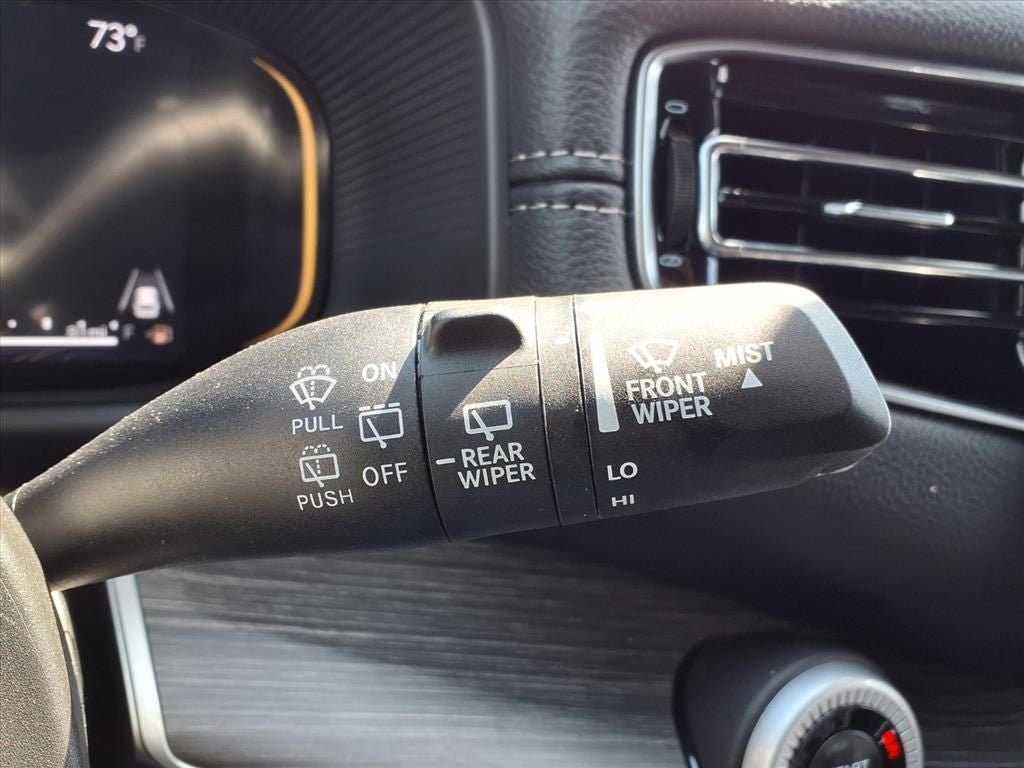 73°F
PULL
PUSH
ON
OFF
REAR
WIPER
FRONT
WIPER
MIST
LO
HI
F